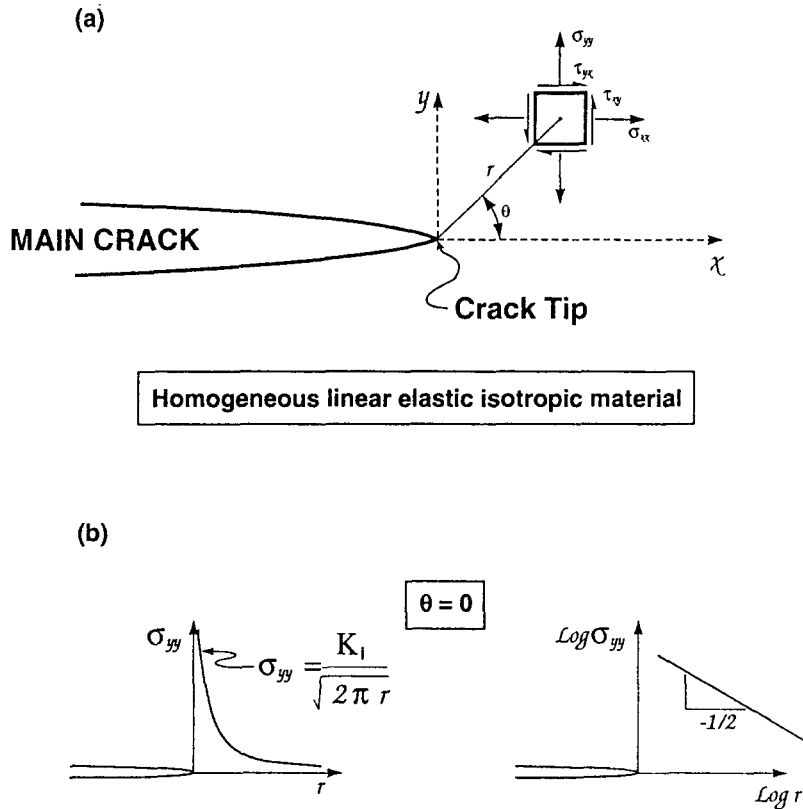 (a)
σyy
τyx
τxy
σxx
y
r
θ
MAIN CRACK
x
Crack Tip
Homogeneous linear elastic isotropic material
(b)
θ = 0
σyy
σyy = KI / √2π r
r
Log σyy
-1/2
Log r